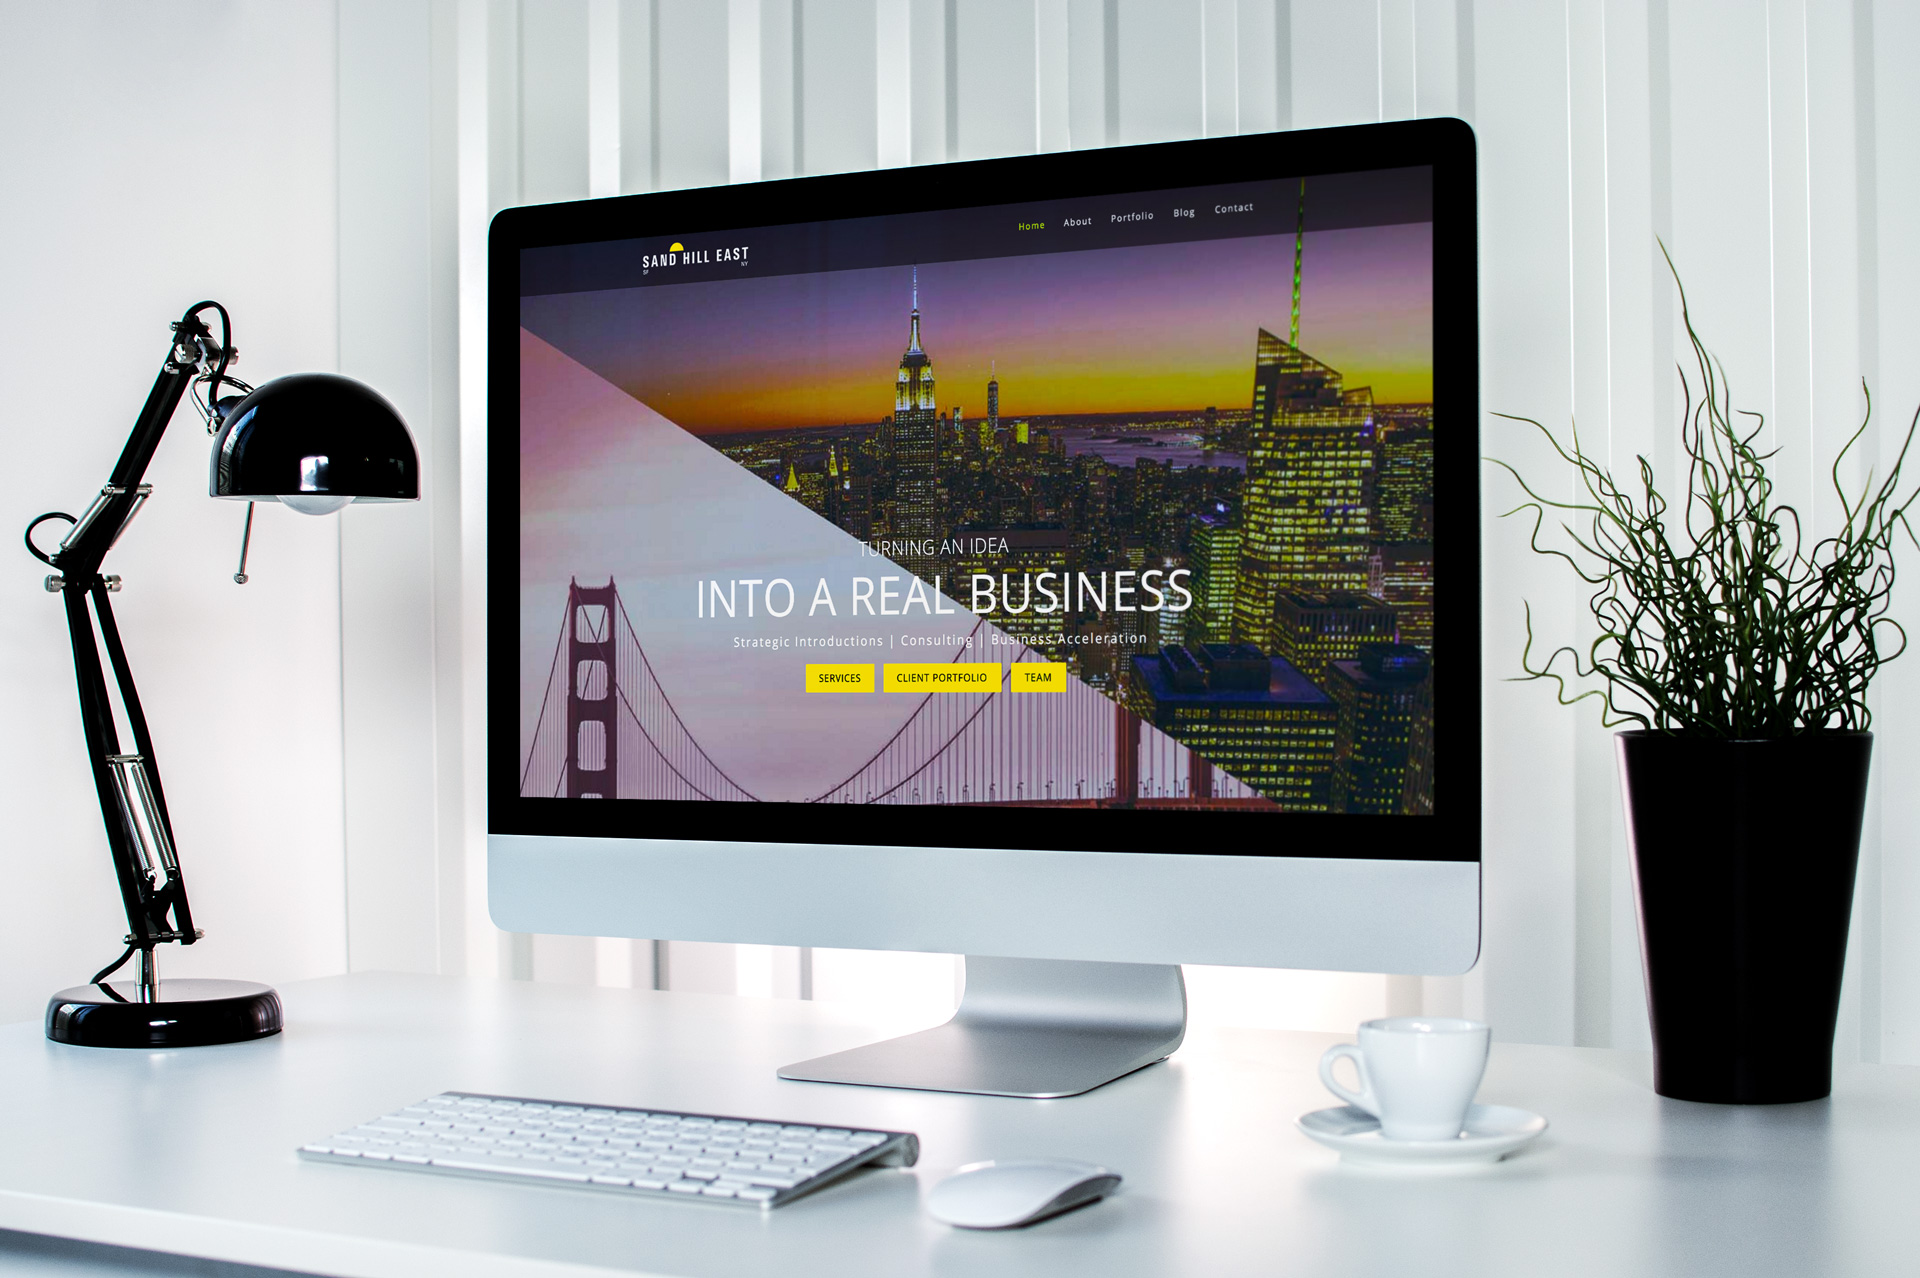 SAND HILL EAST
SF NY
Home About Portfolio Blog Contact
TURNING AN IDEA
INTO A REAL BUSINESS
Strategic Introductions | Consulting | Business Acceleration
SERVICES CLIENT PORTFOLIO TEAM